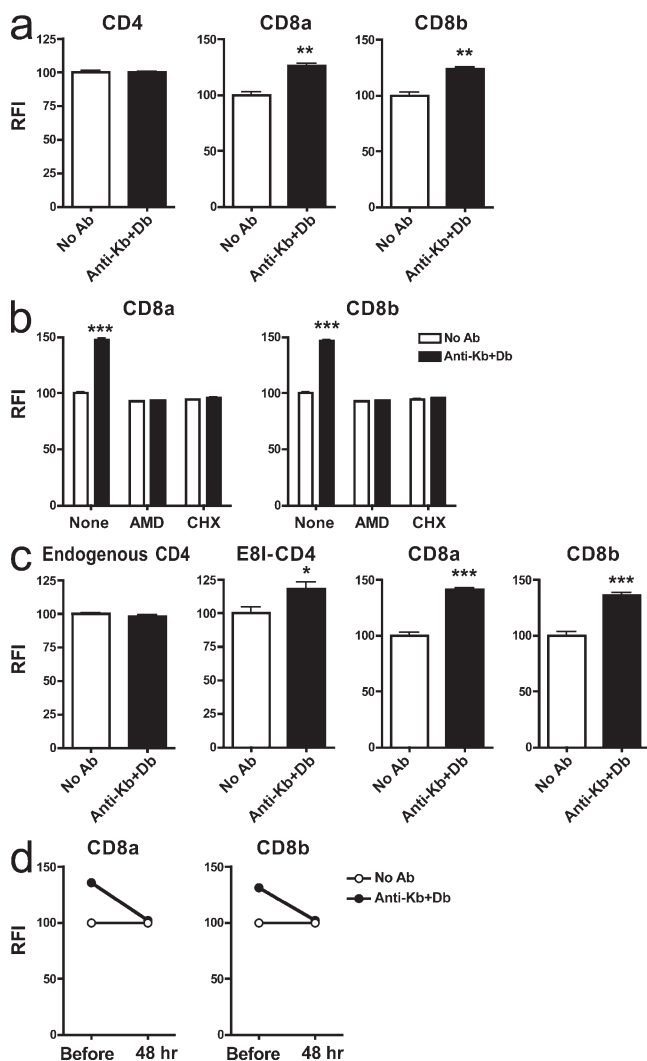 a
CD4 CD8a CD8b
RFI
125 100 75 50 25 0
150 100 50 0
150 100 50 0
** **
No Ab Anti-Kb+Db No Ab Anti-Kb+Db No Ab Anti-Kb+Db
b
CD8a CD8b
RFI
150 100 50 0
150 100 50 0
*** ***
No Ab
Anti-Kb+Db
None AMD CHX None AMD CHX
c
Endogenous CD4 E8I-CD4 CD8a CD8b
RFI
125 100 75 50 25 0
125 100 75 50 25 0
150 100 50 0
150 100 50 0
* *** ***
No Ab Anti-Kb+Db No Ab Anti-Kb+Db No Ab Anti-Kb+Db No Ab Anti-Kb+Db
d
CD8a CD8b
RFI
150 100 50 0
150 100 50 0
No Ab
Anti-Kb+Db
Before 48 hr Before 48 hr